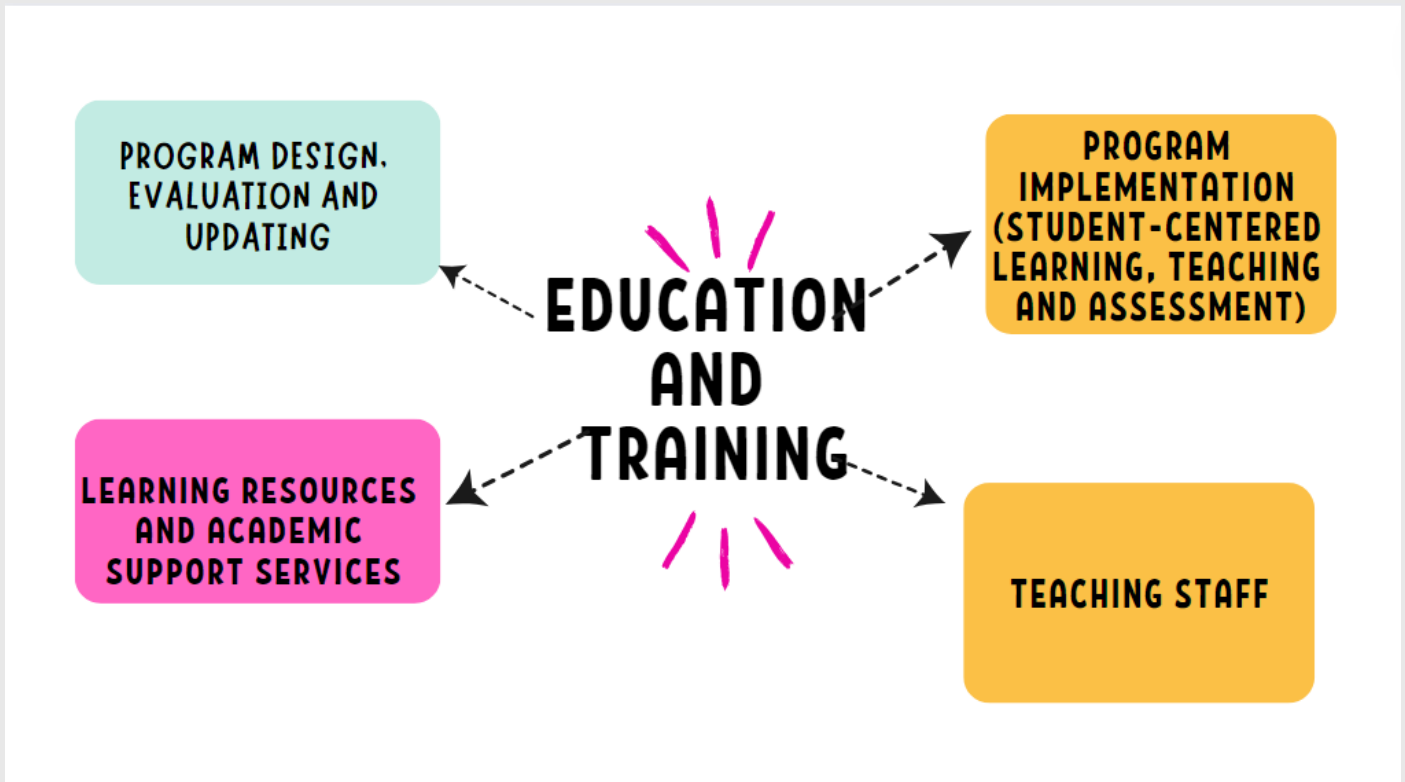 PROGRAM DESIGN,
EVALUATION AND
UPDATING
PROGRAM
IMPLEMENTATION
(STUDENT-CENTERED
LEARNING, TEACHING
AND ASSESSMENT)
EDUCATION
AND
TRAINING
LEARNING RESOURCES
AND ACADEMIC
SUPPORT SERVICES
TEACHING STAFF